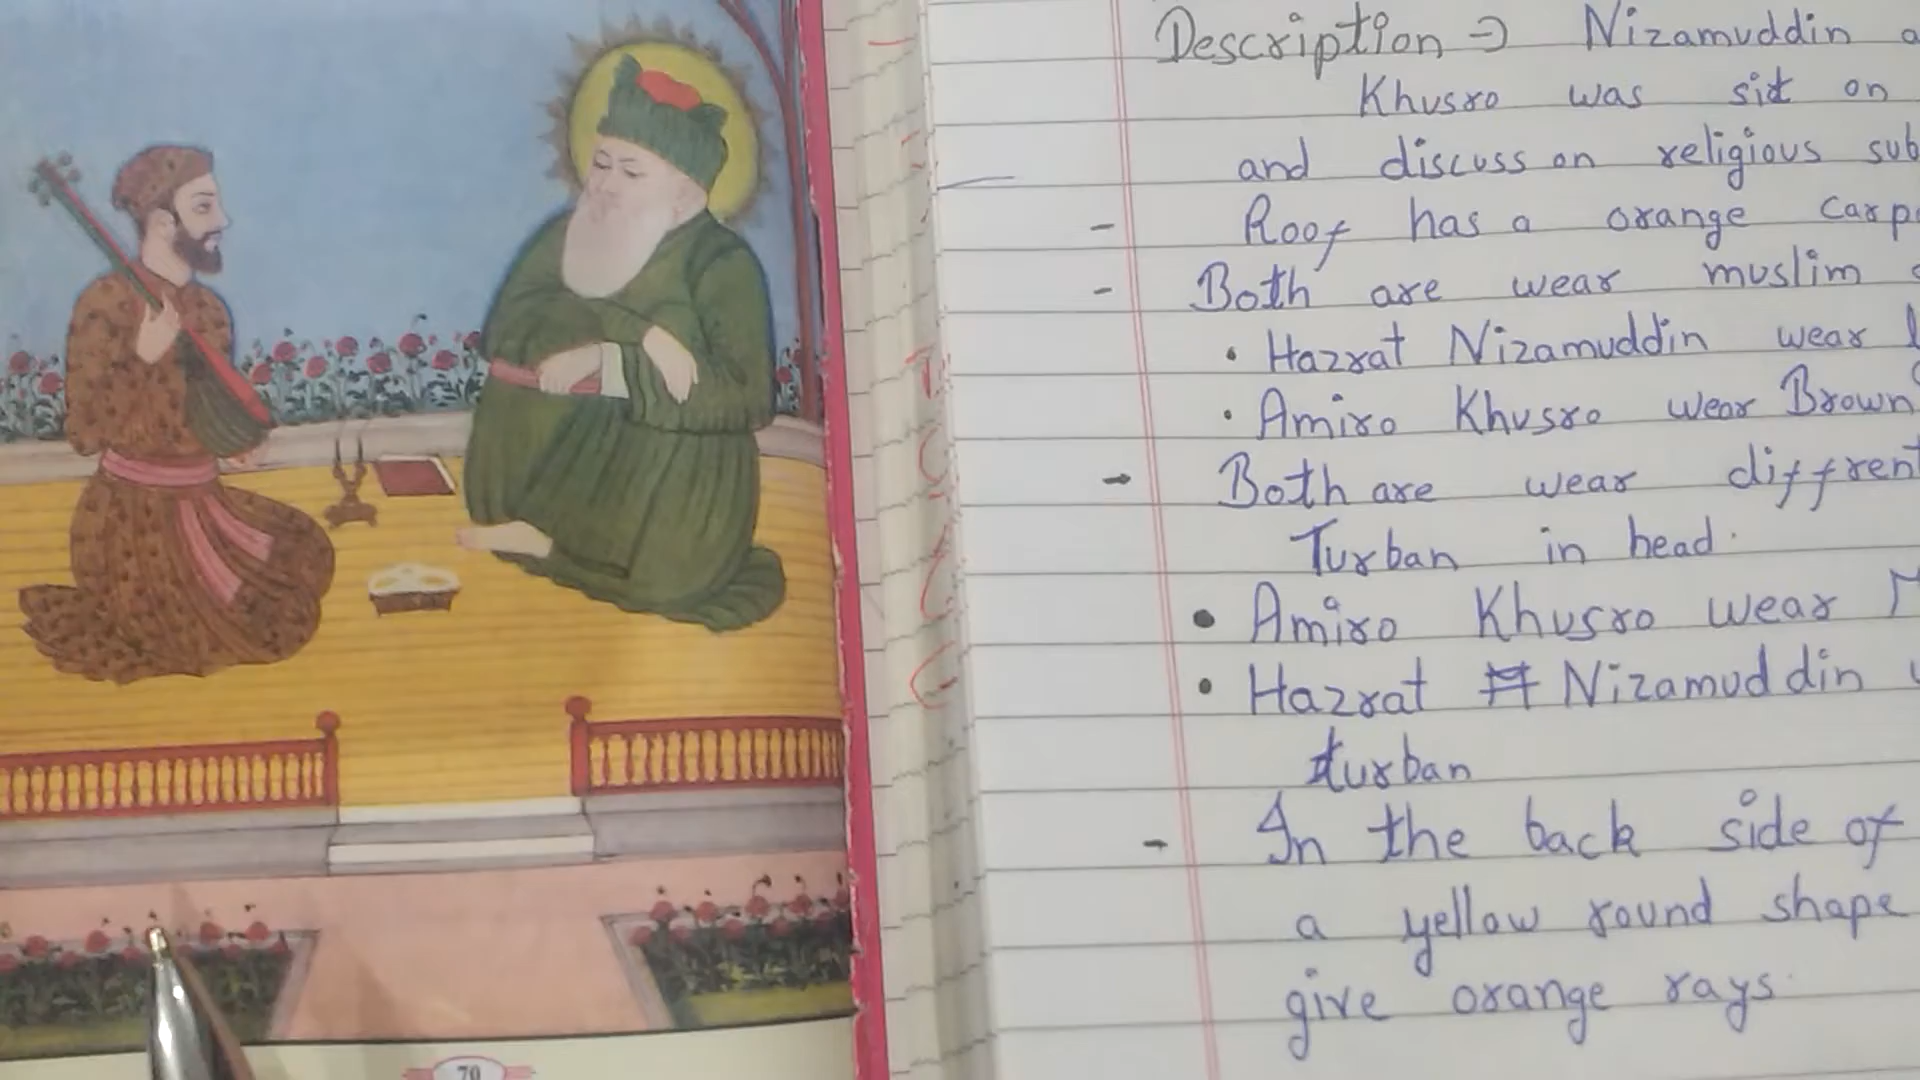 Description → Nizamuddin
Khusro was sit on
and discuss on religious
Roof has a orange
Both are wear muslim
Hazrat Nizamuddin wear
Amiro Khusro wear Brown
Both are wear diffrent
Turban in head.
Amiro Khusro wear
Hazrat Nizamuddin
turban
In the back side of
a yellow round shape
give orange rays.
70